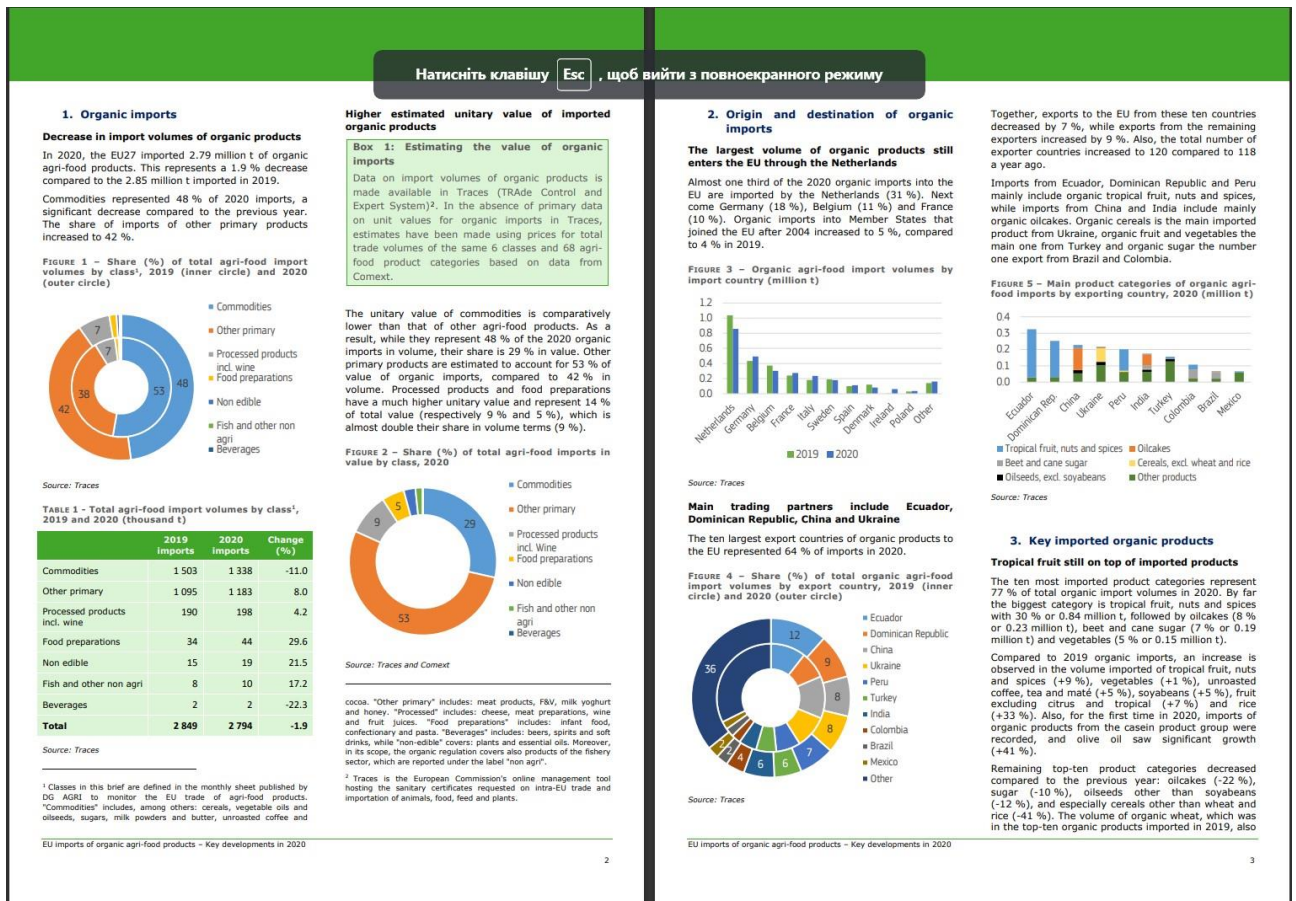 Натисніть клавішу Esc , щоб вийти з повноекранного режиму
1. Organic imports
Decrease in import volumes of organic products
In 2020, the EU27 imported 2.79 million t of organic
agri-food products. This represents a 1.9 % decrease
compared to the 2.85 million t imported in 2019.
Commodities represented 48 % of 2020 imports, a
significant decrease compared to the previous year.
The share of imports of other primary products
increased to 42 %.
FIGURE 1 – Share (%) of total agri-food import
volumes by class¹, 2019 (inner circle) and 2020
(outer circle)
7
7
53
48
38
42
Commodities
Other primary
Processed products
incl. wine
Food preparations
Non edible
Fish and other non
agri
Beverages
Source: Traces
TABLE 1 - Total agri-food import volumes by class¹,
2019 and 2020 (thousand t)
2019 imports 2020 imports Change (%)
Commodities 1 503 1 338 -11.0
Other primary 1 095 1 183 8.0
Processed products incl. wine 190 198 4.2
Food preparations 34 44 29.6
Non edible 15 19 21.5
Fish and other non agri 8 10 17.2
Beverages 2 2 -22.3
Total 2 849 2 794 -1.9
Source: Traces
¹ Classes in this brief are defined in the monthly sheet published by
DG AGRI to monitor the EU trade of agri-food products.
"Commodities" includes, among others: cereals, vegetable oils and
oilseeds, sugars, milk powders and butter, unroasted coffee and
Higher estimated unitary value of imported
organic products
Box 1: Estimating the value of organic
imports
Data on import volumes of organic products is
made available in Traces (TRAde Control and
Expert System)². In the absence of primary data
on unit values for organic imports in Traces,
estimates have been made using prices for total
trade volumes of the same 6 classes and 68 agri-
food product categories based on data from
Comext.
The unitary value of commodities is comparatively
lower than that of other agri-food products. As a
result, while they represent 48 % of the 2020 organic
imports in volume, their share is 29 % in value. Other
primary products are estimated to account for 53 % of
value of organic imports, compared to 42 % in
volume. Processed products and food preparations
have a much higher unitary value and represent 14 %
of total value (respectively 9 % and 5 %), which is
almost double their share in volume terms (9 %).
FIGURE 2 – Share (%) of total agri-food imports in
value by class, 2020
5
9
29
53
Commodities
Other primary
Processed products
incl. Wine
Food preparations
Non edible
Fish and other non
agri
Beverages
Source: Traces and Comext
cocoa. "Other primary" includes: meat products, F&V, milk yoghurt
and honey. "Processed" includes: cheese, meat preparations, wine
and fruit juices. "Food preparations" includes: infant food,
confectionary and pasta. "Beverages" includes: beers, spirits and soft
drinks, while "non-edible" covers: plants and essential oils. Moreover,
in its scope, the organic regulation covers also products of the fishery
sector, which are reported under the label "non agri".
² Traces is the European Commission's online management tool
hosting the sanitary certificates requested on intra-EU trade and
importation of animals, food, feed and plants.
EU imports of organic agri-food products – Key developments in 2020
2
2. Origin and destination of organic
imports
The largest volume of organic products still
enters the EU through the Netherlands
Almost one third of the 2020 organic imports into the
EU are imported by the Netherlands (31 %). Next
come Germany (18 %), Belgium (11 %) and France
(10 %). Organic imports into Member States that
joined the EU after 2004 increased to 5 %, compared
to 4 % in 2019.
FIGURE 3 – Organic agri-food import volumes by
import country (million t)
1.2
1.0
0.8
0.6
0.4
0.2
0.0
Netherlands Germany Belgium France Italy Sweden Spain Denmark Ireland Poland Other
2019 2020
Source: Traces
Main trading partners include Ecuador,
Dominican Republic, China and Ukraine
The ten largest export countries of organic products to
the EU represented 64 % of imports in 2020.
FIGURE 4 – Share (%) of total organic agri-food
import volumes by export country, 2019 (inner
circle) and 2020 (outer circle)
36
12
9
8
8
7
6
6
4
2
2
Ecuador
Dominican Republic
China
Ukraine
Peru
Turkey
India
Colombia
Brazil
Mexico
Other
Source: Traces
Together, exports to the EU from these ten countries
decreased by 7 %, while exports from the remaining
exporters increased by 9 %. Also, the total number of
exporter countries increased to 120 compared to 118
a year ago.
Imports from Ecuador, Dominican Republic and Peru
mainly include organic tropical fruit, nuts and spices,
while imports from China and India include mainly
organic oilcakes. Organic cereals is the main imported
product from Ukraine, organic fruit and vegetables the
main one from Turkey and organic sugar the number
one export from Brazil and Colombia.
FIGURE 5 – Main product categories of organic agri-
food imports by exporting country, 2020 (million t)
0.4
0.3
0.2
0.1
0.0
Ecuador Dominican Rep. China Ukraine Peru India Turkey Colombia Brazil Mexico
Tropical fruit, nuts and spices Oilcakes
Beet and cane sugar Cereals, excl. wheat and rice
Oilseeds, excl. soyabeans Other products
Source: Traces
3. Key imported organic products
Tropical fruit still on top of imported products
The ten most imported product categories represent
77 % of total organic import volumes in 2020. By far
the biggest category is tropical fruit, nuts and spices
with 30 % or 0.84 million t, followed by oilcakes (8 %
or 0.23 million t), beet and cane sugar (7 % or 0.19
million t) and vegetables (5 % or 0.15 million t).
Compared to 2019 organic imports, an increase is
observed in the volume imported of tropical fruit, nuts
and spices (+9 %), vegetables (+1 %), unroasted
coffee, tea and maté (+5 %), soyabeans (+5 %), fruit
excluding citrus and tropical (+7 %) and rice
(+33 %). Also, for the first time in 2020, imports of
organic products from the casein product group were
recorded, and olive oil saw significant growth
(+41 %).
Remaining top-ten product categories decreased
compared to the previous year: oilcakes (-22 %),
sugar (-10 %), oilseeds other than soyabeans
(-12 %), and especially cereals other than wheat and
rice (-41 %). The volume of organic wheat, which was
in the top-ten organic products imported in 2019, also
EU imports of organic agri-food products – Key developments in 2020
3